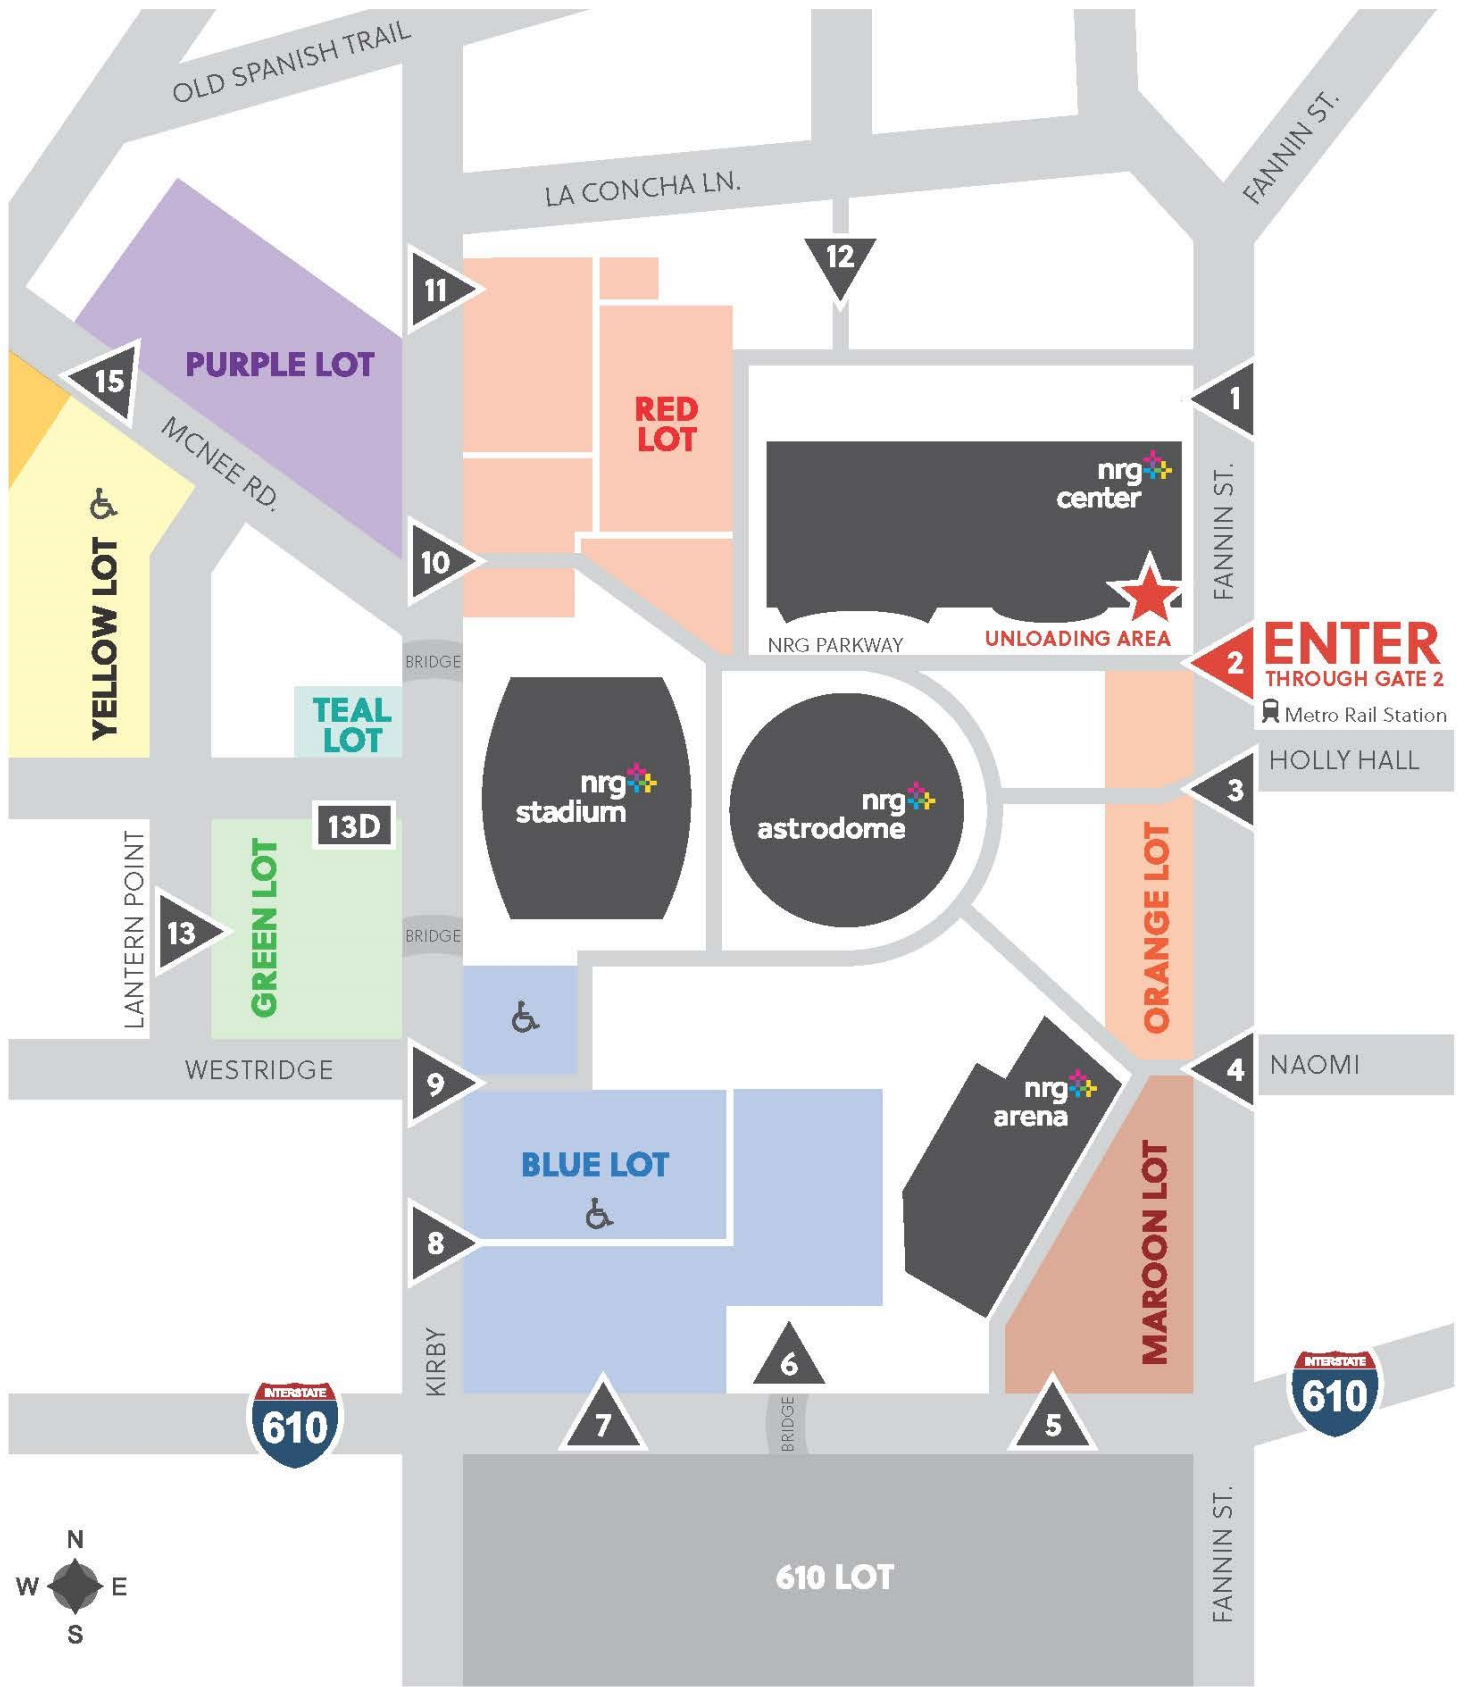 OLD SPANISH TRAIL
FANNIN ST.
LA CONCHA LN.
12
11
PURPLE LOT
15
RED
LOT
1
MCNEE RD.
nrg
center
FANNIN ST.
YELLOW LOT
10
UNLOADING AREA
NRG PARKWAY
ENTER
2
THROUGH GATE 2
Metro Rail Station
BRIDGE
TEAL
LOT
HOLLY HALL
3
nrg
stadium
nrg
astrodome
13D
GREEN LOT
LANTERN POINT
13
BRIDGE
ORANGE LOT
WESTRIDGE
9
4
NAOMI
nrg
arena
BLUE LOT
8
MAROON LOT
KIRBY
6
INTERSTATE
610
INTERSTATE
610
7
BRIDGE
5
610 LOT
FANNIN ST.
N
W
E
S